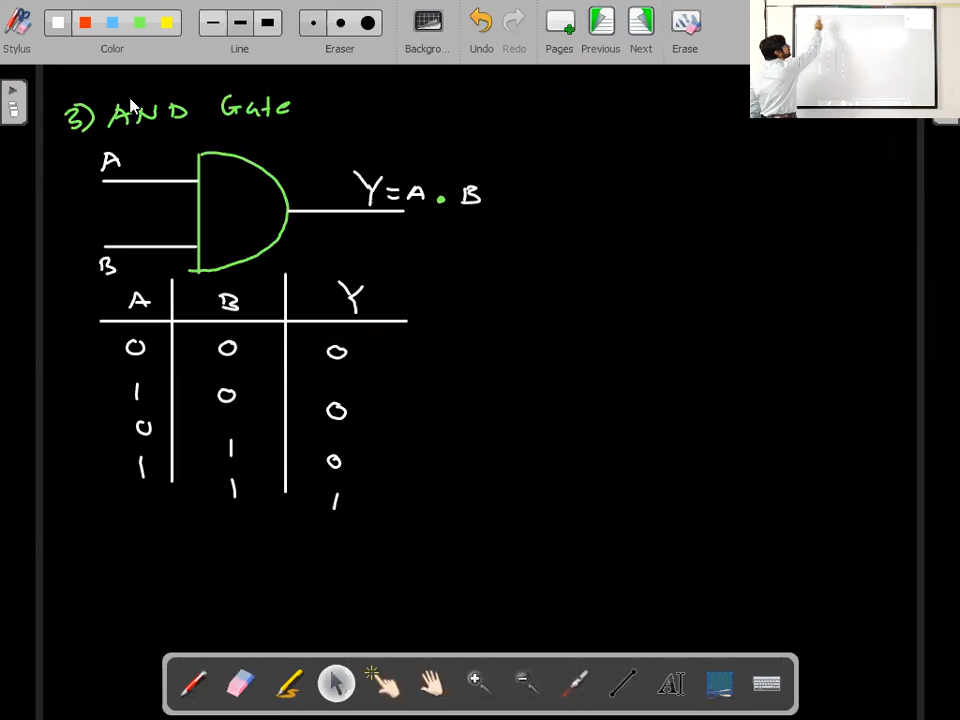 Stylus
Color
Line
Eraser
Backgro...
Undo
Redo
Pages
Previous
Next
Erase
3) AND Gate
A
Y = A . B
B
A B Y
0 0 0
1 0 0
0 1 0
1 1 1
AI